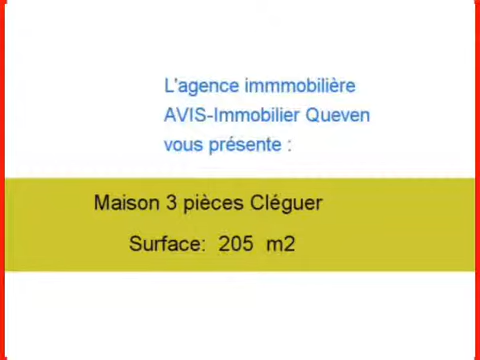 L'agence immmobilière
AVIS-Immobilier Queven
vous présente :
Maison 3 pièces Cléguer
Surface: 205 m2